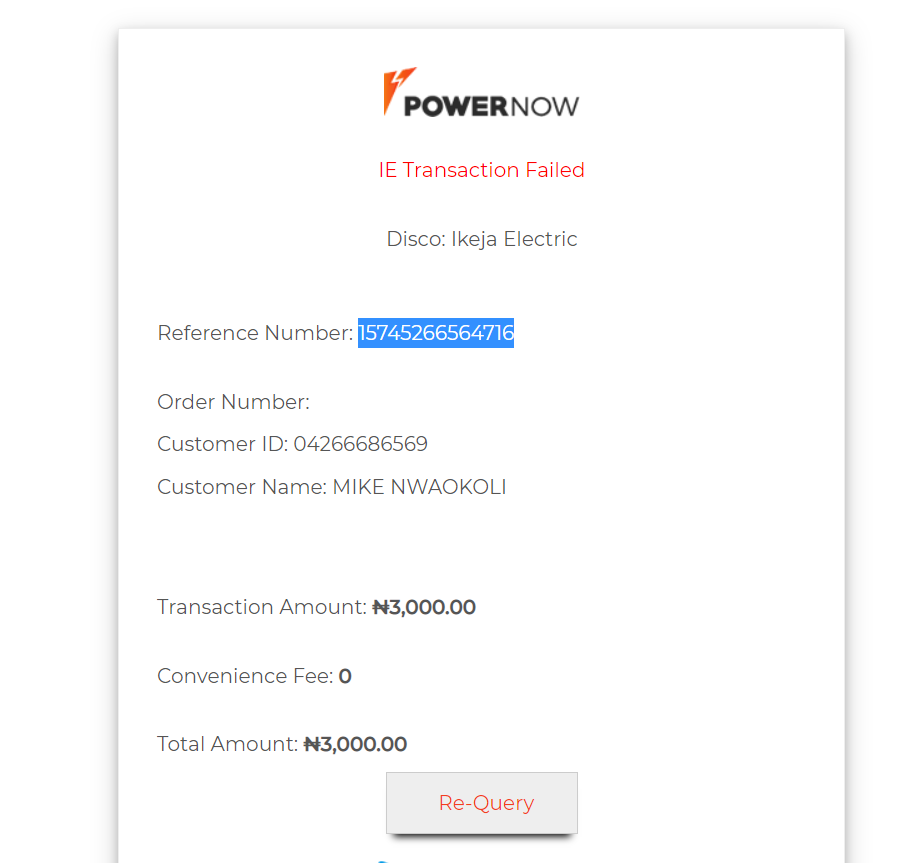 POWERNOW
IE Transaction Failed
Disco: Ikeja Electric
Reference Number: 15745266564716
Order Number:
Customer ID: 04266686569
Customer Name: MIKE NWAOKOLI
Transaction Amount: ₦3,000.00
Convenience Fee: 0
Total Amount: ₦3,000.00
Re-Query